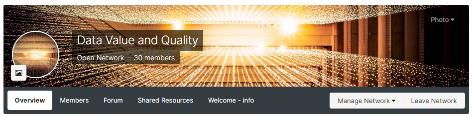 Photo
Data Value and Quality
Open Network 30 members
Overview Members Forum Shared Resources Welcome - info Manage Network Leave Network